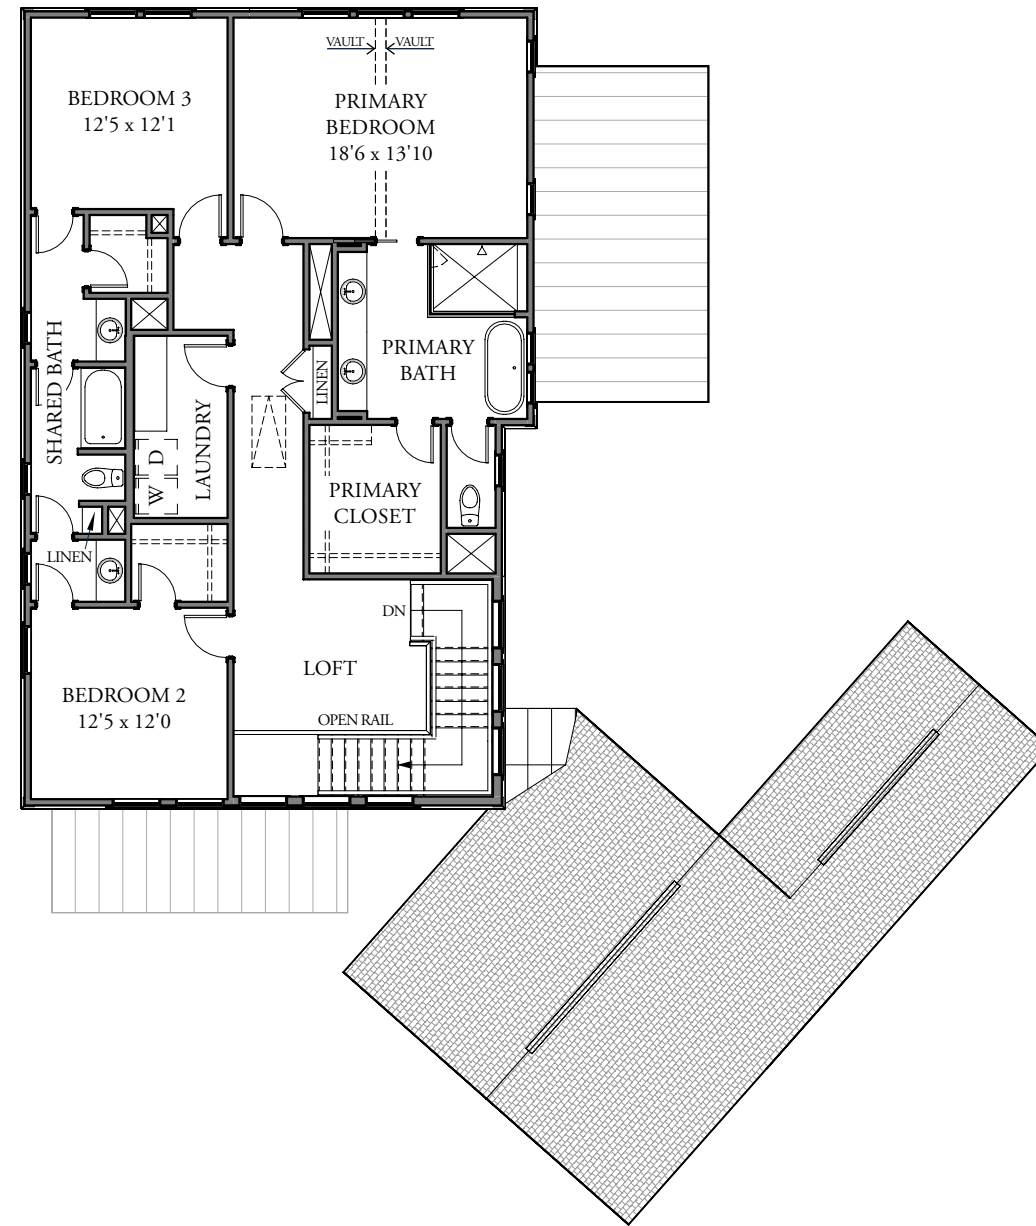 VAULT
VAULT
BEDROOM 3
12'5 x 12'1
PRIMARY
BEDROOM
18'6 x 13'10
SHARED BATH
PRIMARY
BATH
LINEN
LAUNDRY
D
W
PRIMARY
CLOSET
LINEN
DN
LOFT
BEDROOM 2
12'5 x 12'0
OPEN RAIL